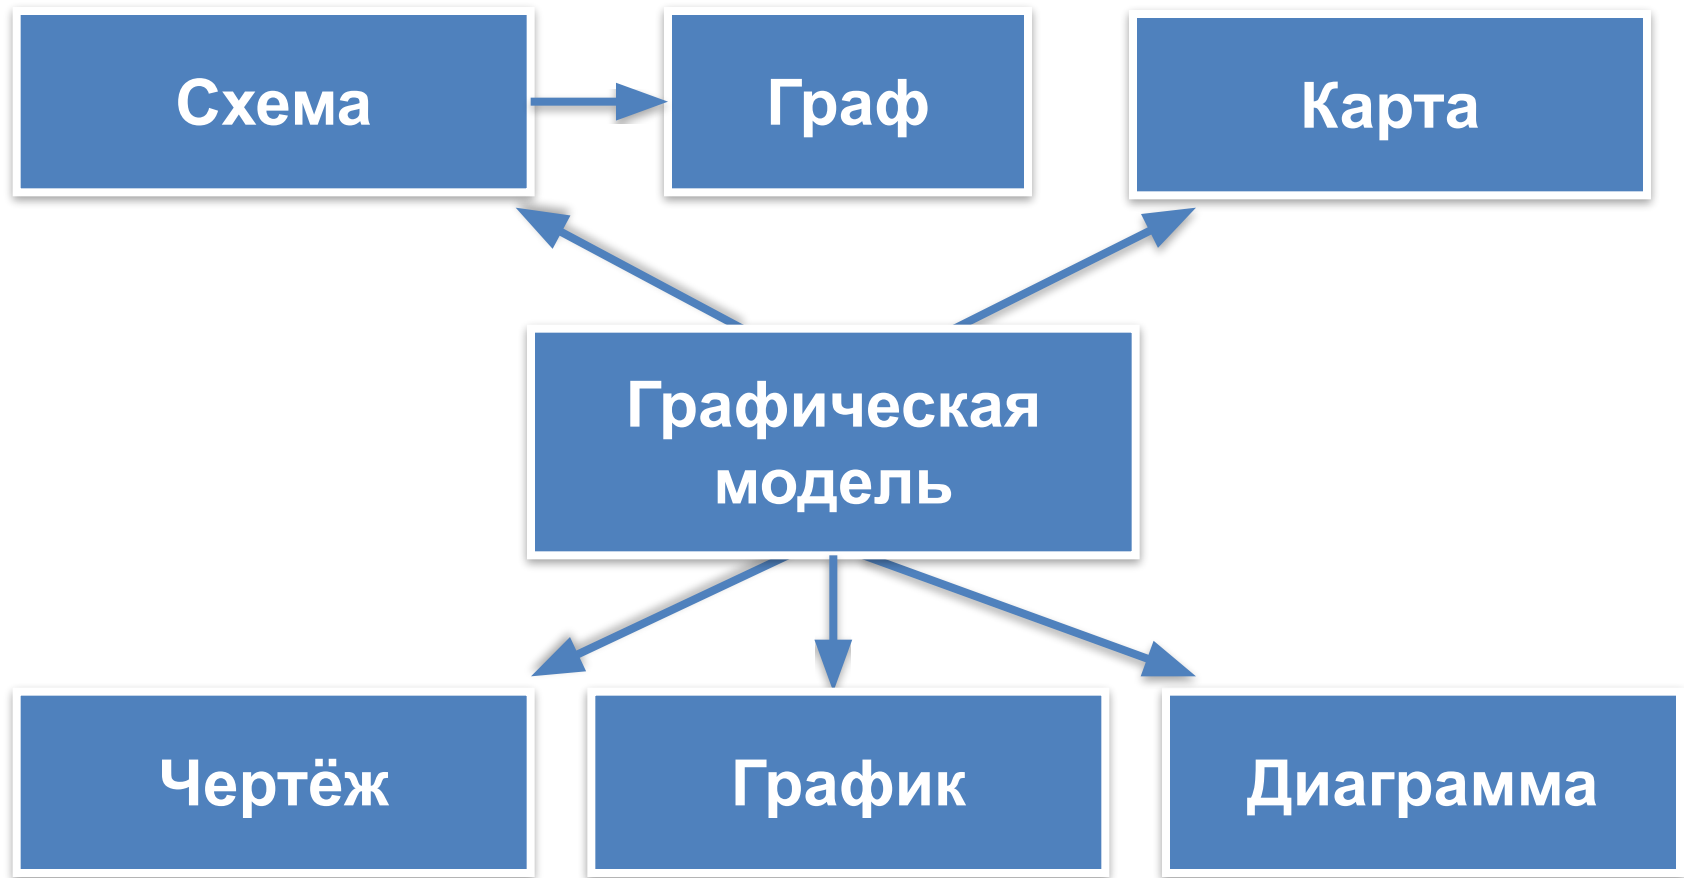 Схема
Граф
Карта
Графическая
модель
Чертёж
График
Диаграмма